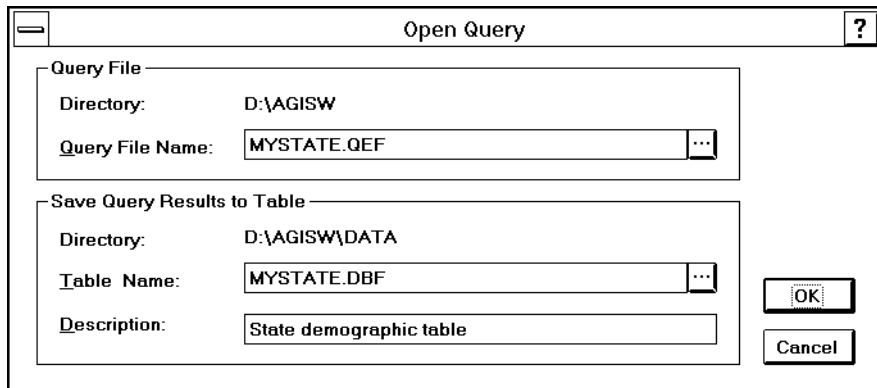 Open Query
?
Query File
Directory: D:\AGISW
Query File Name: MYSTATE.QEF ...
Save Query Results to Table
Directory: D:\AGISW\DATA
Table Name: MYSTATE.DBF ...
Description: State demographic table
OK
Cancel